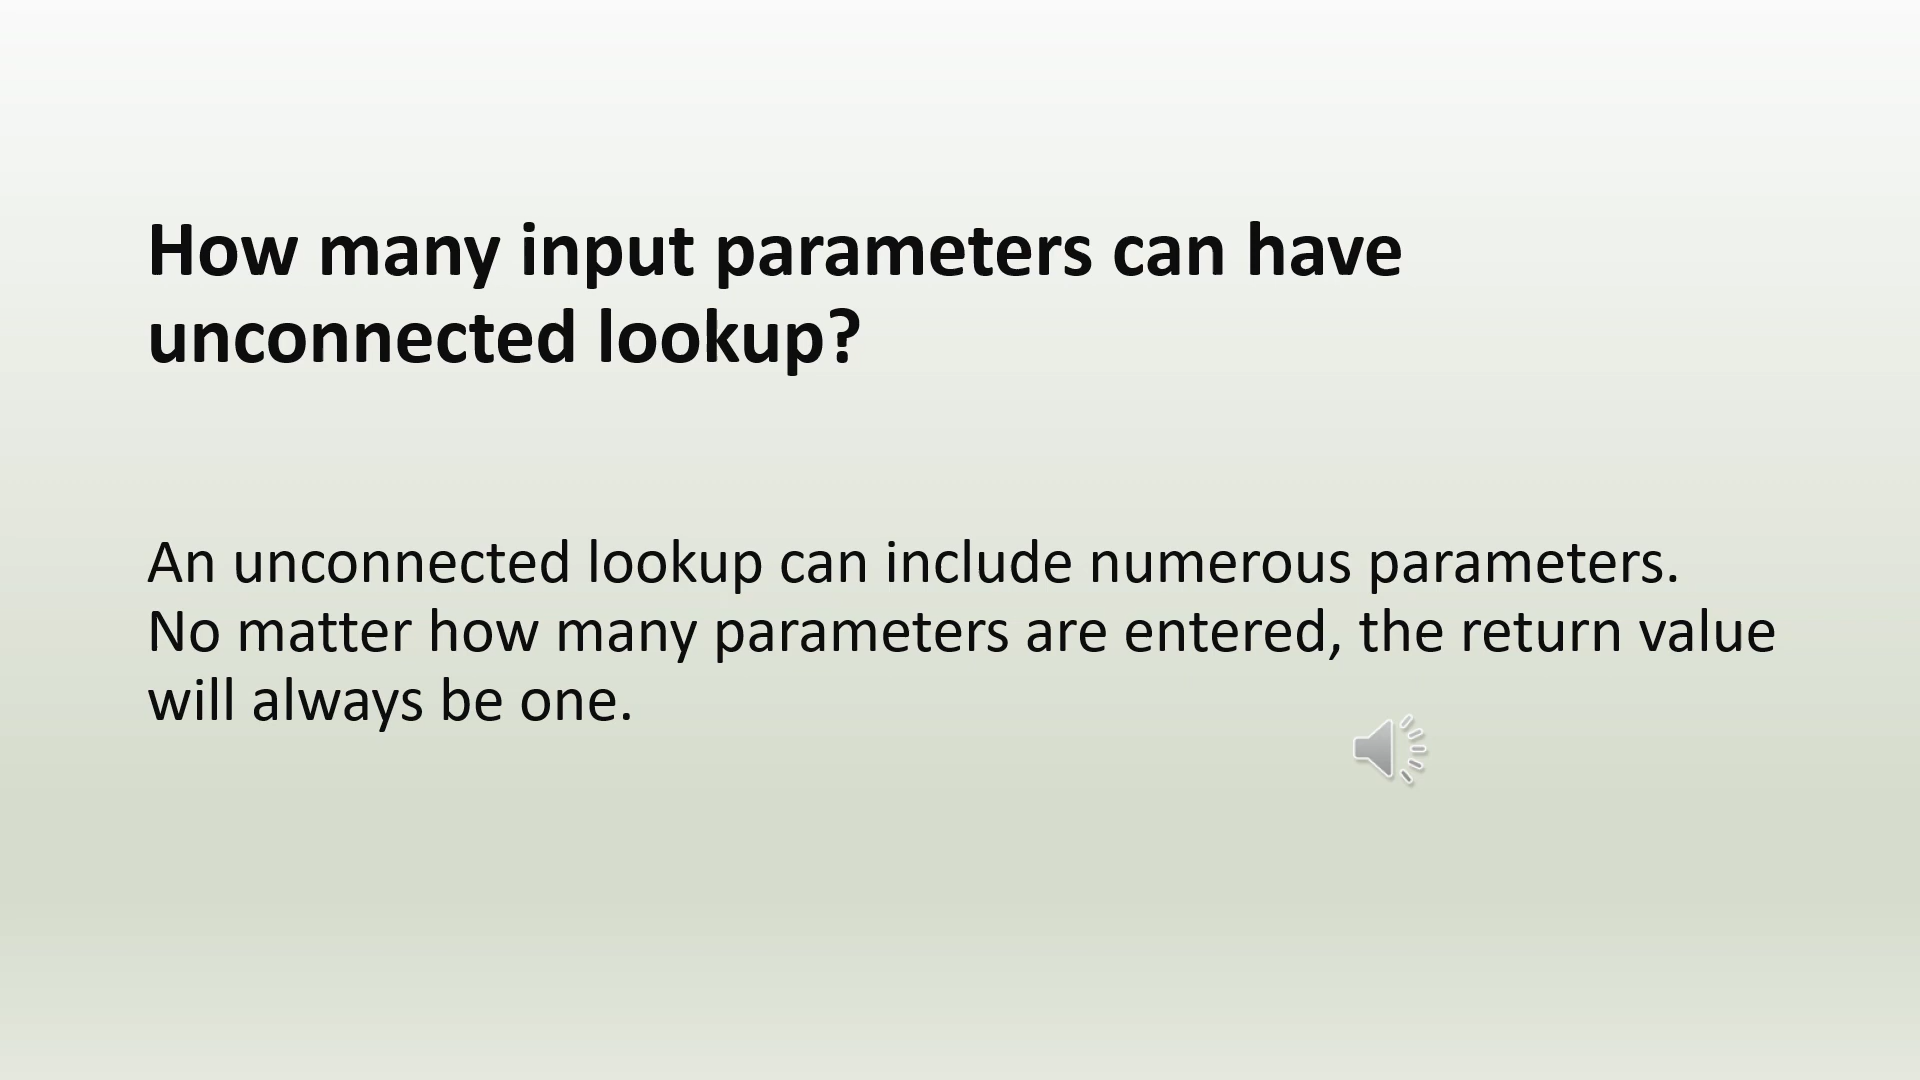 How many input parameters can have
unconnected lookup?
An unconnected lookup can include numerous parameters.
No matter how many parameters are entered, the return value
will always be one.